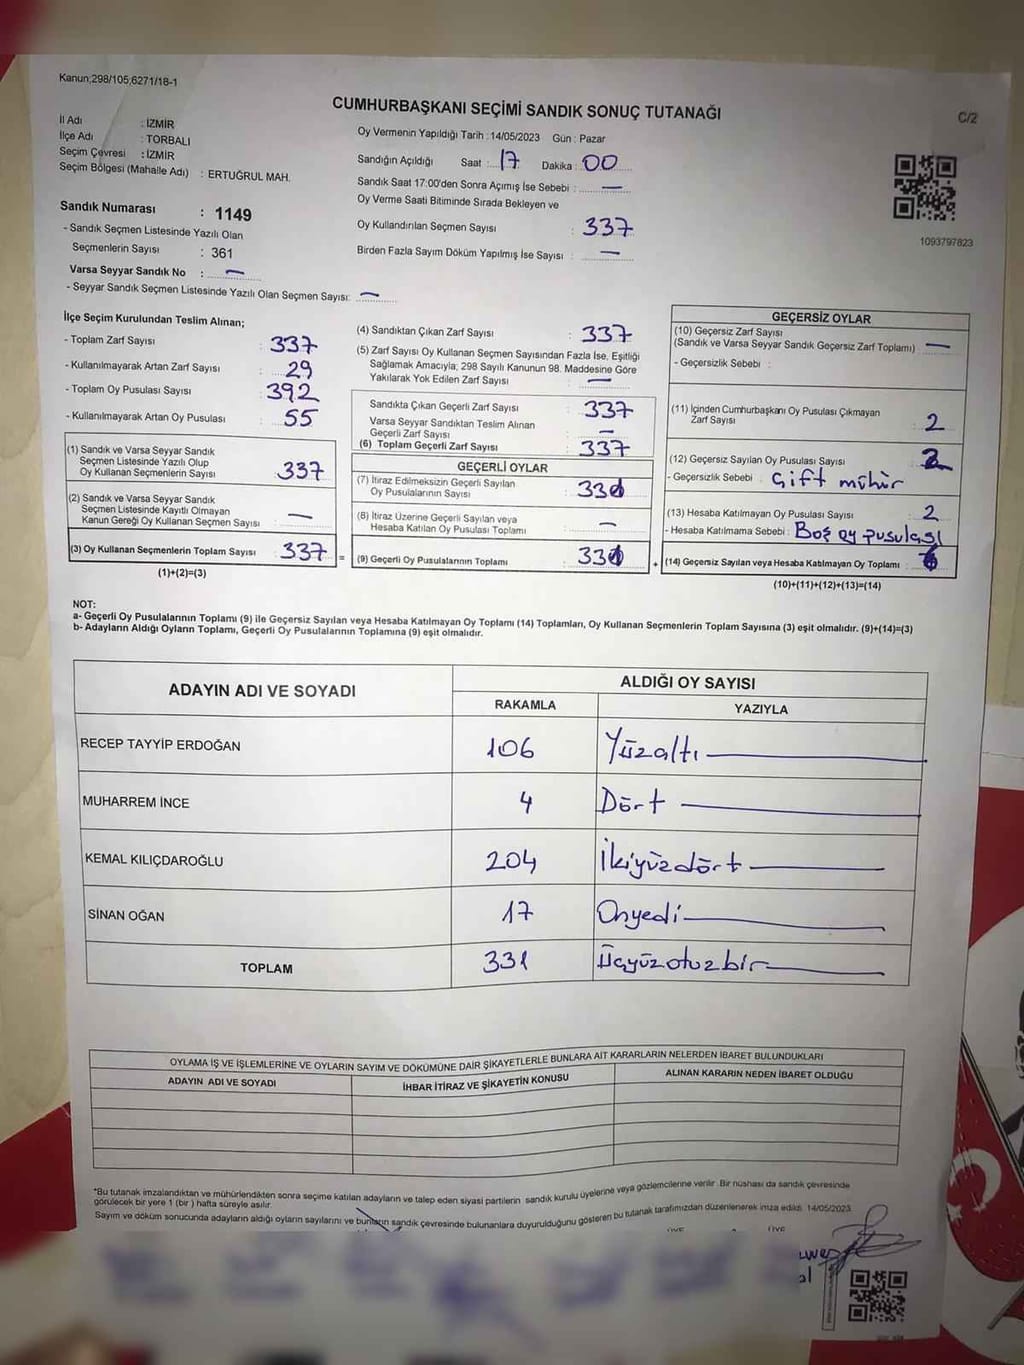 Kanun;298/105,6271/18-1
CUMHURBAŞKANI SEÇİMİ SANDIK SONUÇ TUTANAĞI
C/2
İl Adı : İZMİR
İlçe Adı : TORBALI
Seçim Çevresi : İZMİR
Seçim Bölgesi (Mahalle Adı) : ERTUĞRUL MAH.
Oy Vermenin Yapıldığı Tarih : 14/05/2023 Gün : Pazar
Sandığın Açıldığı Saat : 17 Dakika : 00
Sandık Saat 17:00'den Sonra Açımış İse Sebebi : —
Oy Verme Saati Bitiminde Sırada Bekleyen ve
Oy Kullandırılan Seçmen Sayısı : 337
Birden Fazla Sayım Döküm Yapılmış İse Sayısı : —
1093797823
Sandık Numarası : 1149
- Sandık Seçmen Listesinde Yazılı Olan
Seçmenlerin Sayısı : 361
Varsa Seyyar Sandık No : —
- Seyyar Sandık Seçmen Listesinde Yazılı Olan Seçmen Sayısı: —
İlçe Seçim Kurulundan Teslim Alınan;
- Toplam Zarf Sayısı : 337
- Kullanılmayarak Artan Zarf Sayısı : 29
- Toplam Oy Pusulası Sayısı : 392
- Kullanılmayarak Artan Oy Pusulası : 55
(1) Sandık ve Varsa Seyyar Sandık
Seçmen Listesinde Yazılı Olup
Oy Kullanan Seçmenlerin Sayısı : 337
(2) Sandık ve Varsa Seyyar Sandık
Seçmen Listesinde Kayıtlı Olmayan
Kanun Gereği Oy Kullanan Seçmen Sayısı : —
(3) Oy Kullanan Seçmenlerin Toplam Sayısı : 337
(1)+(2)=(3)
(4) Sandıktan Çıkan Zarf Sayısı : 337
(5) Zarf Sayısı Oy Kullanan Seçmen Sayısından Fazla İse, Eşitliği
Sağlamak Amacıyla; 298 Sayılı Kanunun 98. Maddesine Göre
Yakılarak Yok Edilen Zarf Sayısı : —
Sandıkta Çıkan Geçerli Zarf Sayısı : 337
Varsa Seyyar Sandıktan Teslim Alınan
Geçerli Zarf Sayısı : —
(6) Toplam Geçerli Zarf Sayısı : 337
GEÇERLİ OYLAR
(7) İtiraz Edilmeksizin Geçerli Sayılan
Oy Pusulalarının Sayısı : 331
(8) İtiraz Üzerine Geçerli Sayılan veya
Hesaba Katılan Oy Pusulası Toplamı : —
= (9) Geçerli Oy Pusulalarının Toplamı : 331
GEÇERSİZ OYLAR
(10) Geçersiz Zarf Sayısı
(Sandık ve Varsa Seyyar Sandık Geçersiz Zarf Toplamı) : —
- Geçersizlik Sebebi :
(11) İçinden Cumhurbaşkanı Oy Pusulası Çıkmayan
Zarf Sayısı : 2
(12) Geçersiz Sayılan Oy Pusulası Sayısı : 2
- Geçersizlik Sebebi : Çift mühür
(13) Hesaba Katılmayan Oy Pusulası Sayısı : 2
- Hesaba Katılmama Sebebi : Boş oy pusulası
+ (14) Geçersiz Sayılan veya Hesaba Katılmayan Oy Toplamı : 6
(10)+(11)+(12)+(13)=(14)
NOT:
a- Geçerli Oy Pusulalarının Toplamı (9) ile Geçersiz Sayılan veya Hesaba Katılmayan Oy Toplamı (14) Toplamları, Oy Kullanan Seçmenlerin Toplam Sayısına (3) eşit olmalıdır. (9)+(14)=(3)
b- Adayların Aldığı Oyların Toplamı, Geçerli Oy Pusulalarının Toplamına (9) eşit olmalıdır.
ADAYIN ADI VE SOYADI
ALDIĞI OY SAYISI
RAKAMLA YAZIYLA
RECEP TAYYİP ERDOĞAN 106 Yüzaltı
MUHARREM İNCE 4 Dört
KEMAL KILIÇDAROĞLU 204 İkiyüzdört
SİNAN OĞAN 17 Onyedi
TOPLAM 331 Üçyüzotuzbir
OYLAMA İŞ VE İŞLEMLERİNE VE OYLARIN SAYIM VE DÖKÜMÜNE DAİR ŞİKAYETLERLE BUNLARA AİT KARARLARIN NELERDEN İBARET BULUNDUKLARI
ADAYIN ADI VE SOYADI İHBAR İTİRAZ VE ŞİKAYETİN KONUSU ALINAN KARARIN NEDEN İBARET OLDUĞU
*Bu tutanak imzalandıktan ve mühürlendikten sonra seçime katılan adayların ve talep eden siyasi partilerin sandık kurulu üyelerine veya gözlemcilerine verilir. Bir nüshası da sandık çevresinde
görülecek bir yere 1 (bir ) hafta süreyle asılır.
Sayım ve döküm sonucunda adayların aldığı oyların sayılarını ve bunların sandık çevresinde bulunanlara duyurulduğunu gösteren bu tutanak tarafımızdan düzenlenerek imza edildi. 14/05/2023